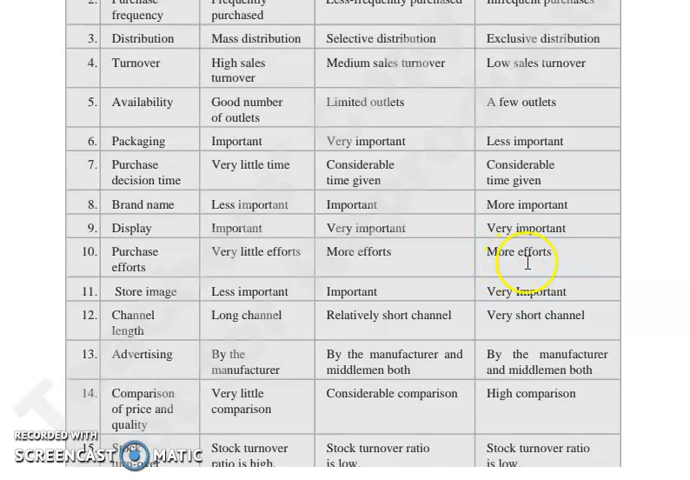 2. Purchase Frequently Less-frequently purchased Infrequent purchases
frequency purchased
3. Distribution Mass distribution Selective distribution Exclusive distribution
4. Turnover High sales Medium sales turnover Low sales turnover
turnover
5. Availability Good number Limited outlets A few outlets
of outlets
6. Packaging Important Very important Less important
7. Purchase Very little time Considerable Considerable
decision time time given time given
8. Brand name Less important Important More important
9. Display Important Very important Very important
10. Purchase Very little efforts More efforts More efforts
efforts
11. Store image Less important Important Very Important
12. Channel Long channel Relatively short channel Very short channel
length
13. Advertising By the By the manufacturer and By the manufacturer
manufacturer middlemen both and middlemen both
14. Comparison Very little Considerable comparison High comparison
of price and comparison
quality
15. Stock Stock turnover Stock turnover ratio Stock turnover ratio
turn-over ratio is high. is low. is low.
RECORDED WITH
SCREENCAST MATIC